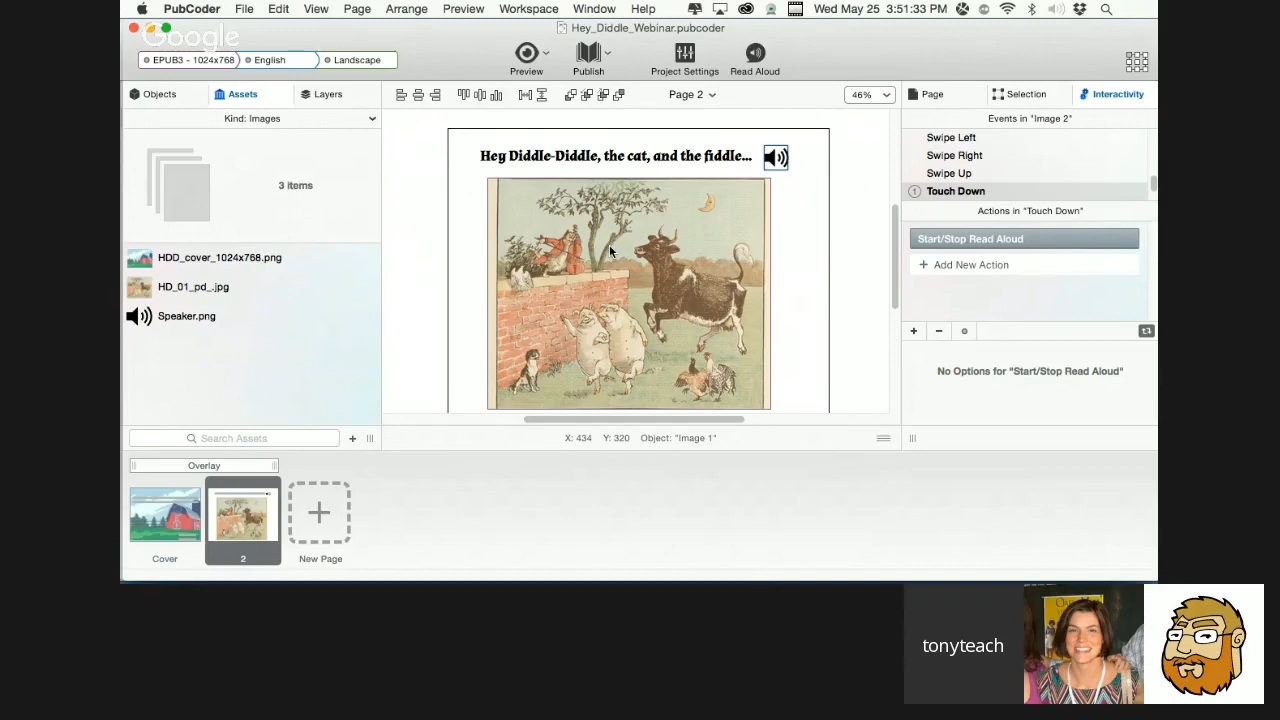 PubCoder File Edit View Page Arrange Preview Workspace Window Help Wed May 25 3:51:33 PM
Google
Hey_Diddle_Webinar.pubcoder
EPUB3 - 1024x768 English Landscape
Preview Publish Project Settings Read Aloud
Objects Assets Layers Page 2 46% Page Selection Interactivity
Kind: Images
3 items
HDD_cover_1024x768.png
HD_01_pd_.jpg
Speaker.png
Search Assets
Hey Diddle-Diddle, the cat, and the fiddle...
X: 434 Y: 320 Object: "Image 1"
Events in "Image 2"
Swipe Left
Swipe Right
Swipe Up
1 Touch Down
Actions in "Touch Down"
Start/Stop Read Aloud
+ Add New Action
No Options for "Start/Stop Read Aloud"
Overlay
Cover 2 New Page
tonyteach